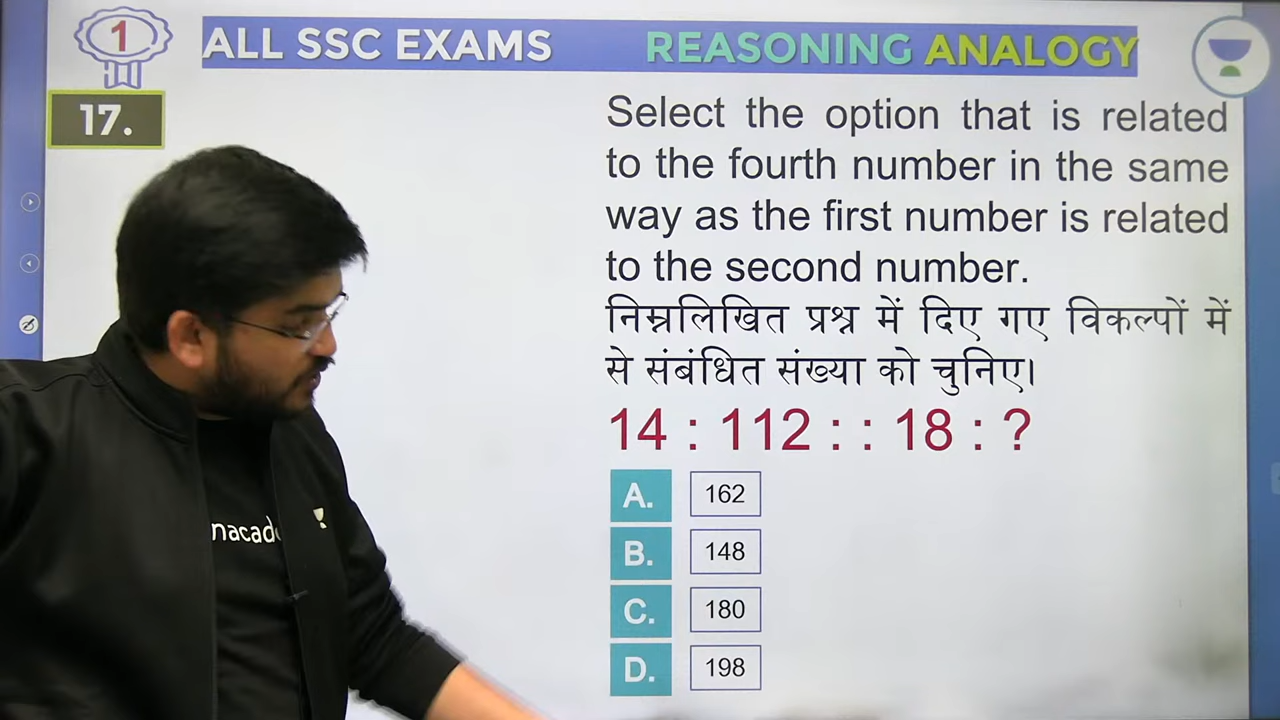 1
ALL SSC EXAMS REASONING ANALOGY
17.
Select the option that is related
to the fourth number in the same
way as the first number is related
to the second number.
निम्नलिखित प्रश्न में दिए गए विकल्पों में
से संबंधित संख्या को चुनिए।
14 : 112 : : 18 : ?
A. 162
B. 148
C. 180
D. 198